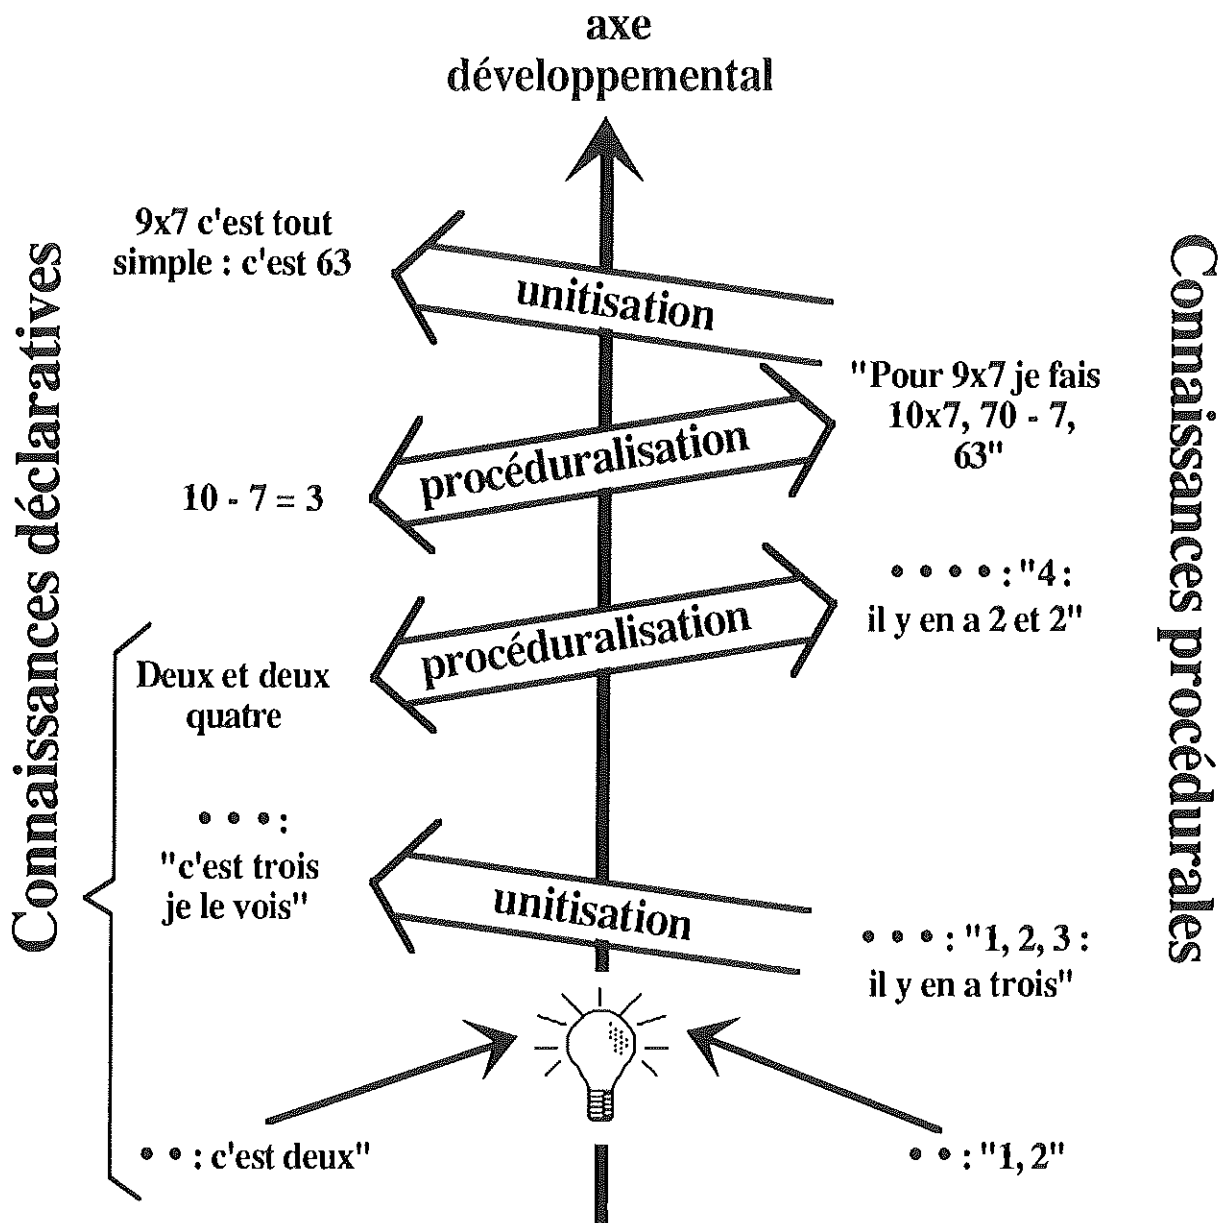 axe
développemental
9x7 c'est tout
simple : c'est 63
unitisation
"Pour 9x7 je fais
10x7, 70 - 7,
63"
procéduralisation
10 - 7 = 3
• • • • : "4 :
il y en a 2 et 2"
procéduralisation
Deux et deux
quatre
• • • :
"c'est trois
je le vois"
unitisation
• • • : "1, 2, 3 :
il y en a trois"
• • : c'est deux"
• • : "1, 2"
Connaissances déclaratives
Connaissances procédurales